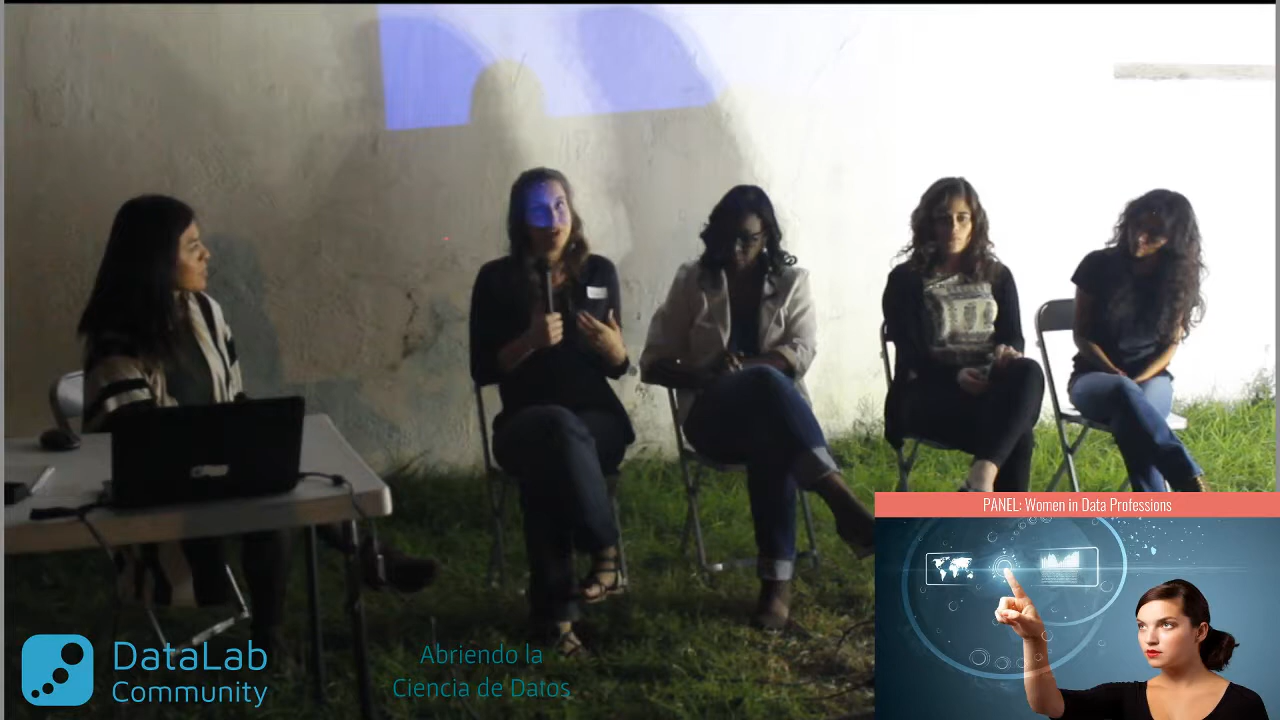 PANEL: Women in Data Professions
DataLab
Community
Abriendo la
Ciencia de Datos